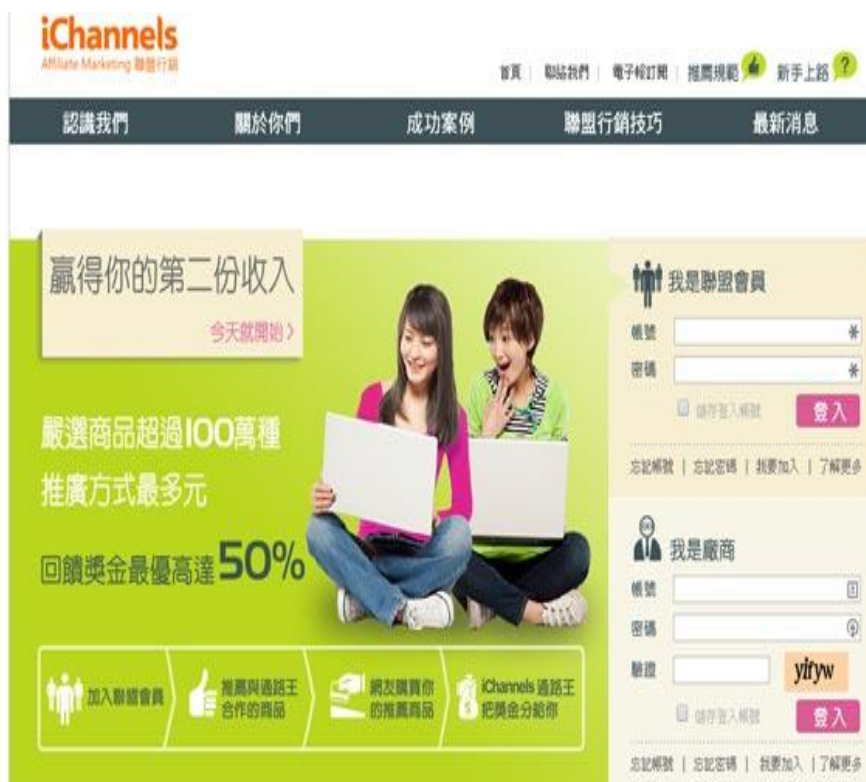 iChannels
Affiliate Marketing 聯盟行銷
首頁 | 聯絡我們 | 電子報訂閱 | 推薦規範 新手上路 ?
認識我們 關於你們 成功案例 聯盟行銷技巧 最新消息
贏得你的第二份收入
今天就開始 >
嚴選商品超過100萬種
推廣方式最多元
回饋獎金最優高達50%
加入聯盟會員
推薦與通路王
合作的商品
網友購買你
的推薦商品
iChannels 通路王
把獎金分給你
我是聯盟會員
帳號
密碼
儲存登入帳號 登入
忘記帳號 | 忘記密碼 | 我要加入 | 了解更多
我是廠商
帳號
密碼
驗證 yifyw
儲存登入帳號 登入
忘記帳號 | 忘記密碼 | 我要加入 | 了解更多